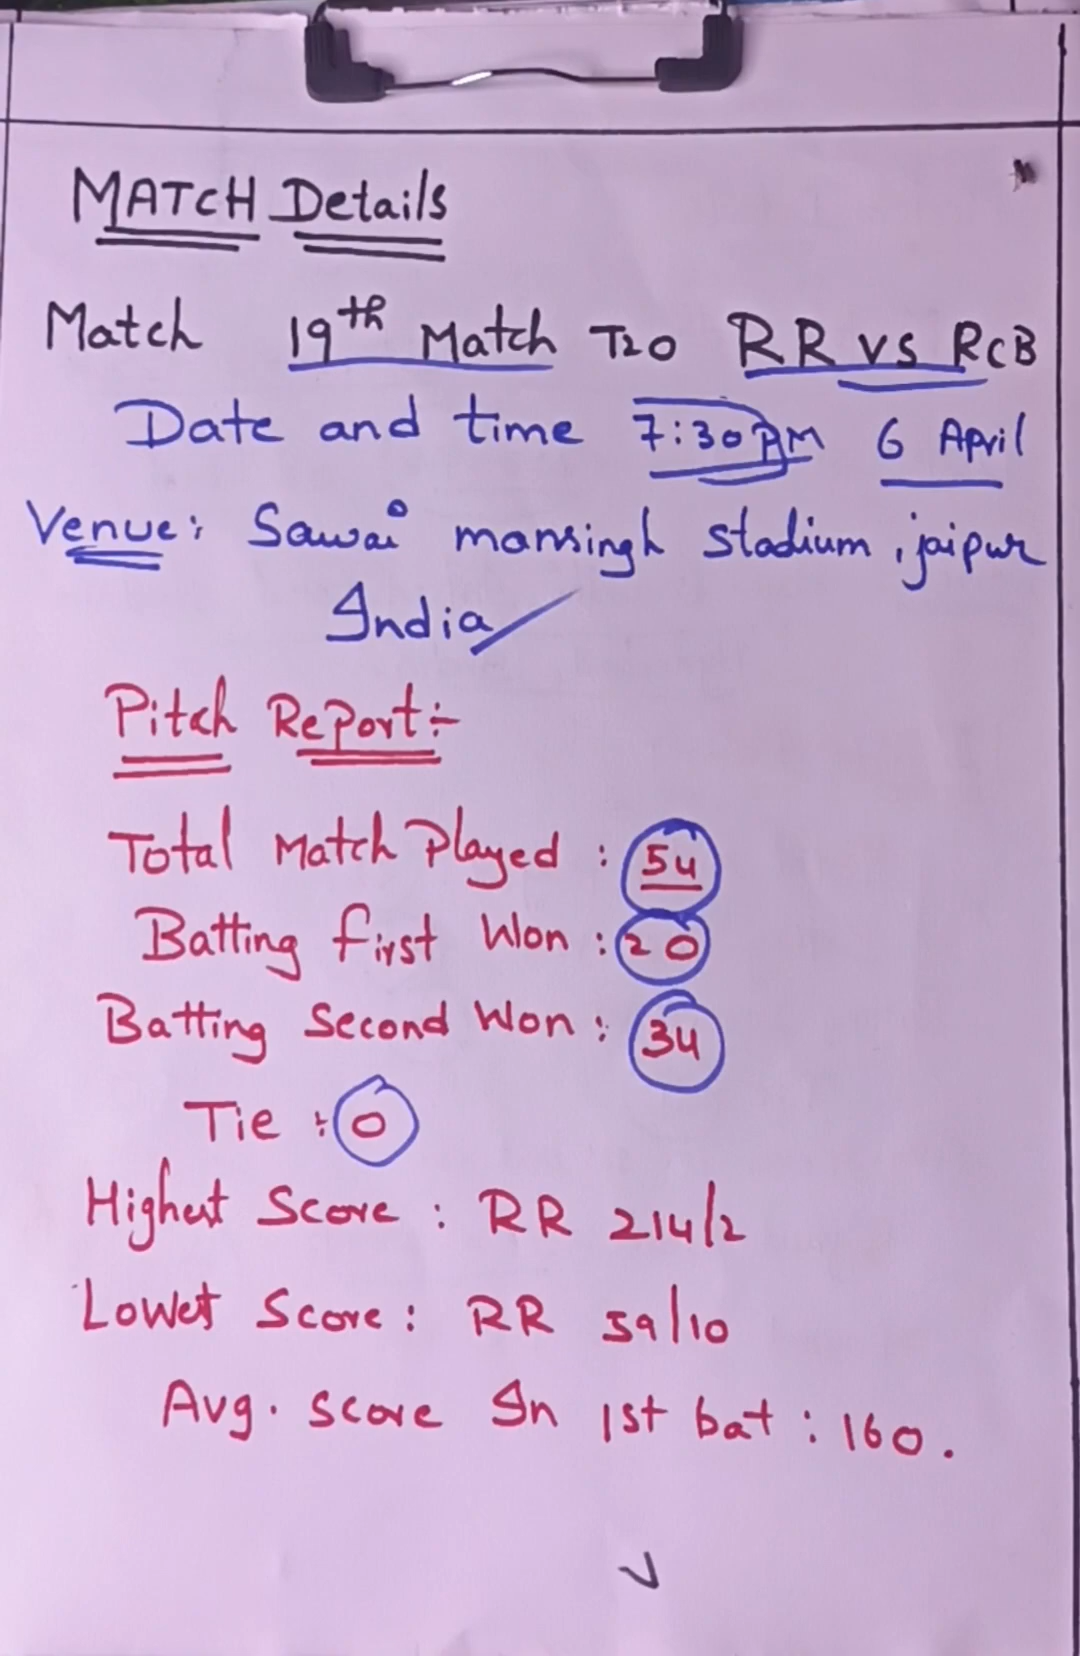 MATCH Details
Match 19th Match T20 RR vs RCB
Date and time 7:30PM 6 April
Venue: Sawai mansingh stadium, jaipur
India
Pitch Report:-
Total Match Played : 54
Batting first Won : 20
Batting Second Won : 34
Tie : 0
Highest Score : RR 214/2
Lowest Score : RR 59/10
Avg. score In 1st bat : 160.